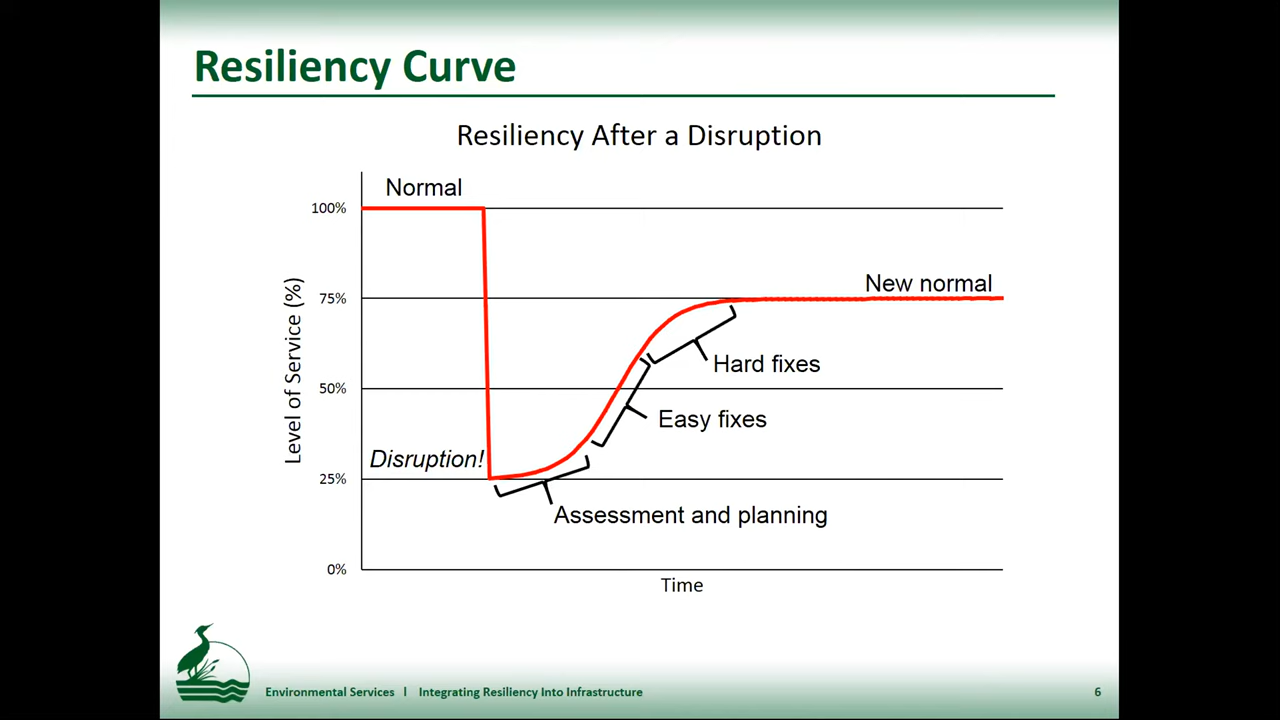 Resiliency Curve
Resiliency After a Disruption
Normal
100%
New normal
75%
Hard fixes
50%
Easy fixes
Disruption!
25%
Assessment and planning
0%
Level of Service (%)
Time
Environmental Services | Integrating Resiliency Into Infrastructure
6